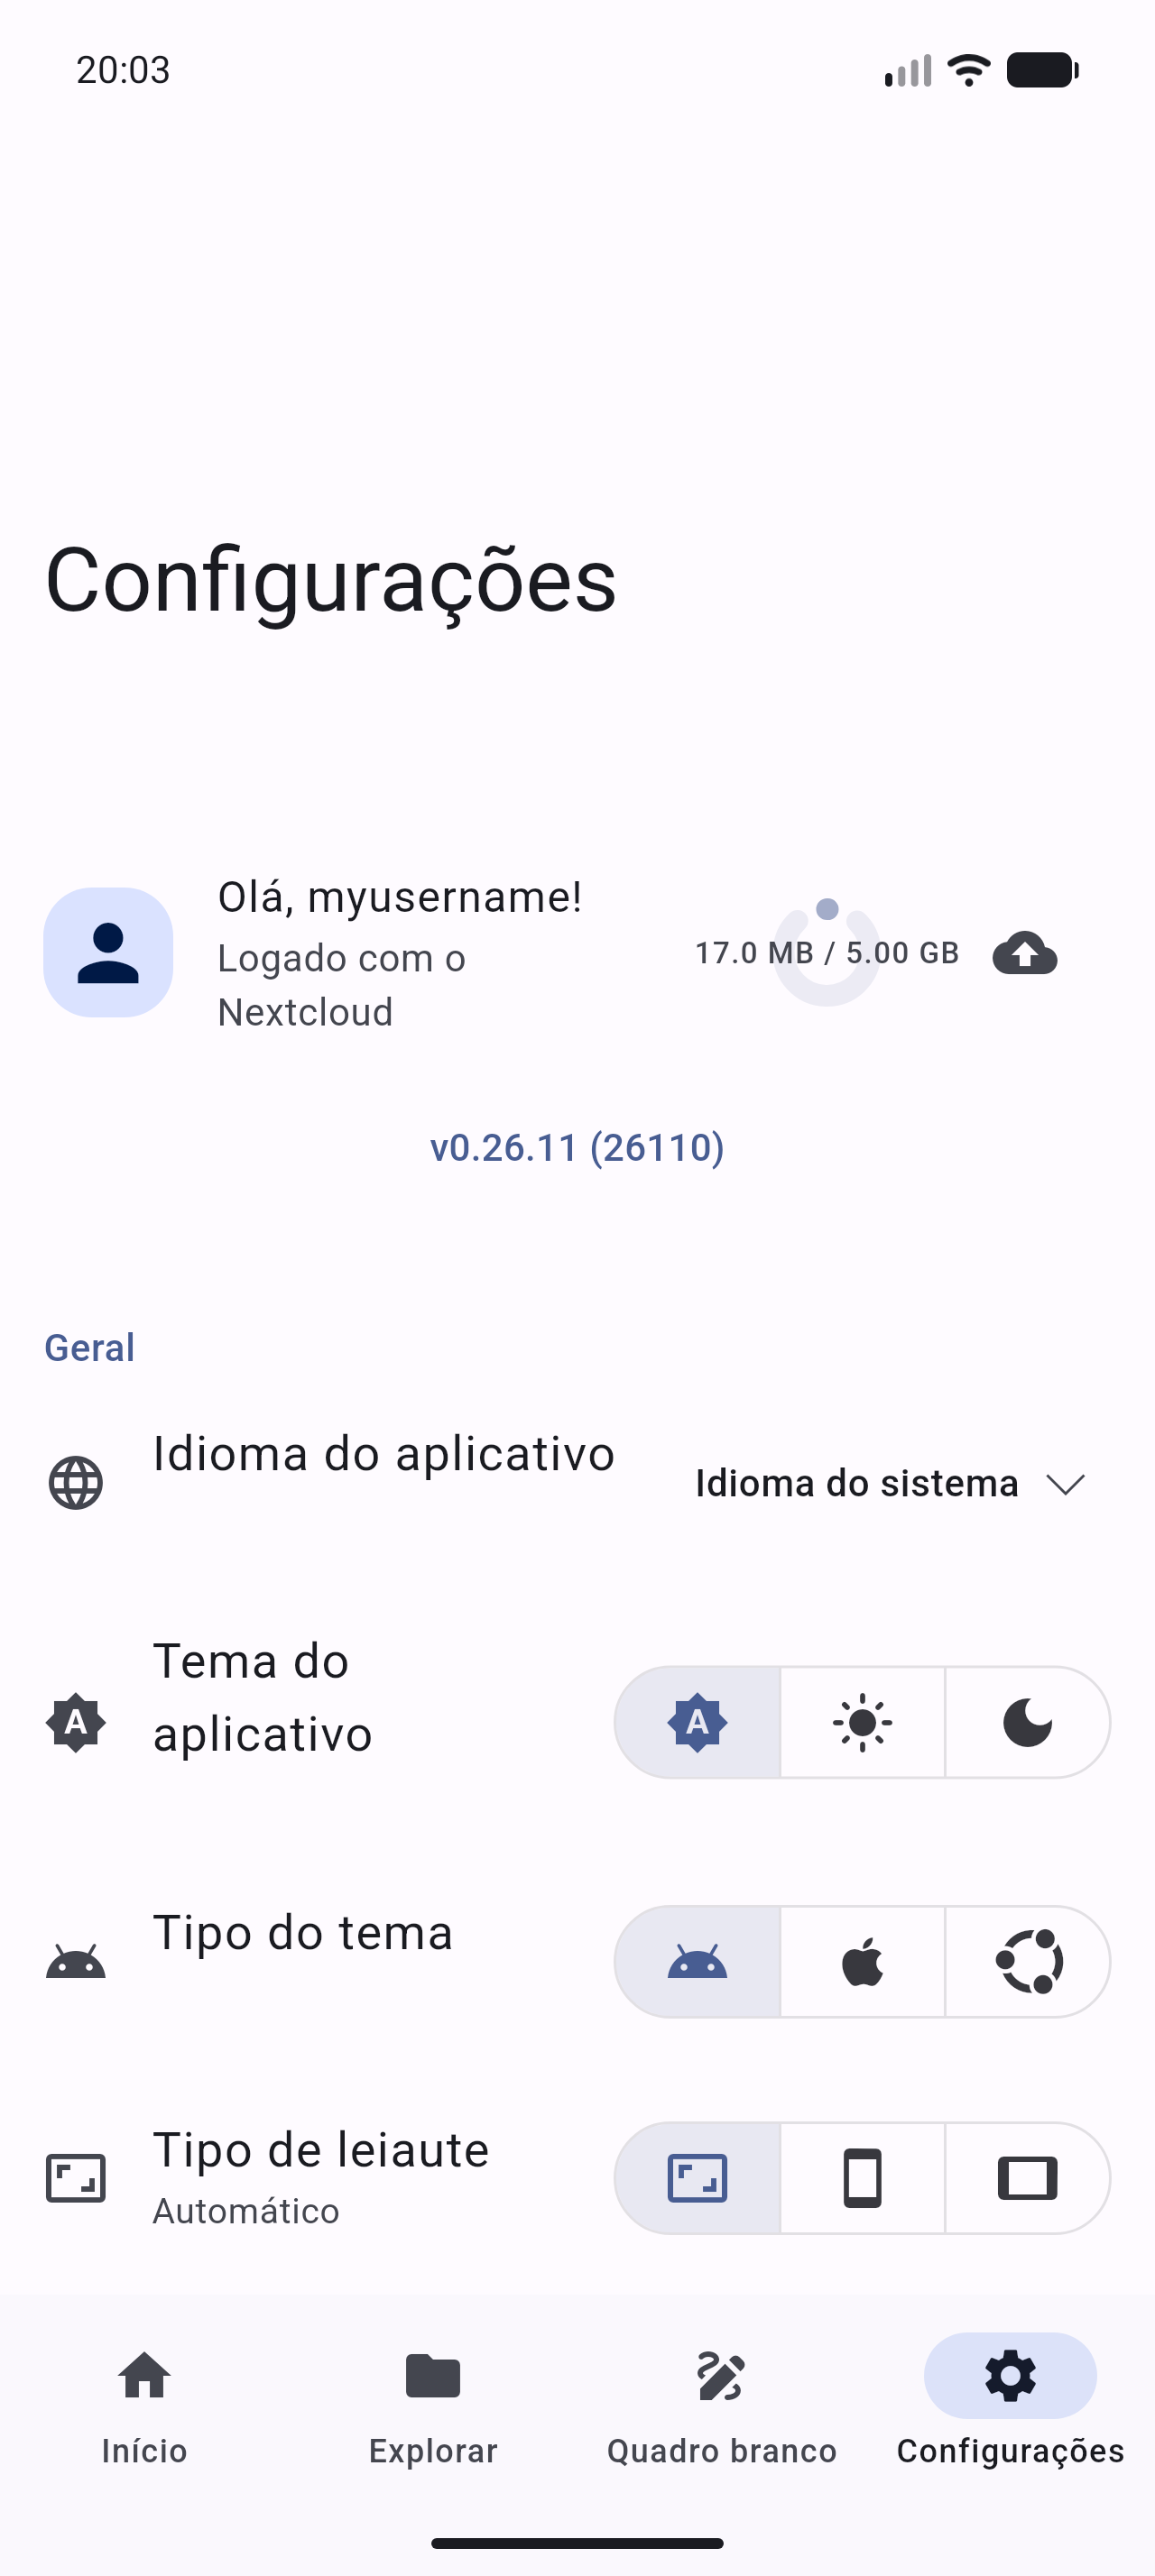 20:03
Configurações
Olá, myusername!
Logado com o
Nextcloud
17.0 MB / 5.00 GB
v0.26.11 (26110)
Geral
Idioma do aplicativo
Idioma do sistema
Tema do
aplicativo
A
A
Tipo do tema
Tipo de leiaute
Automático
Início
Explorar
Quadro branco
Configurações